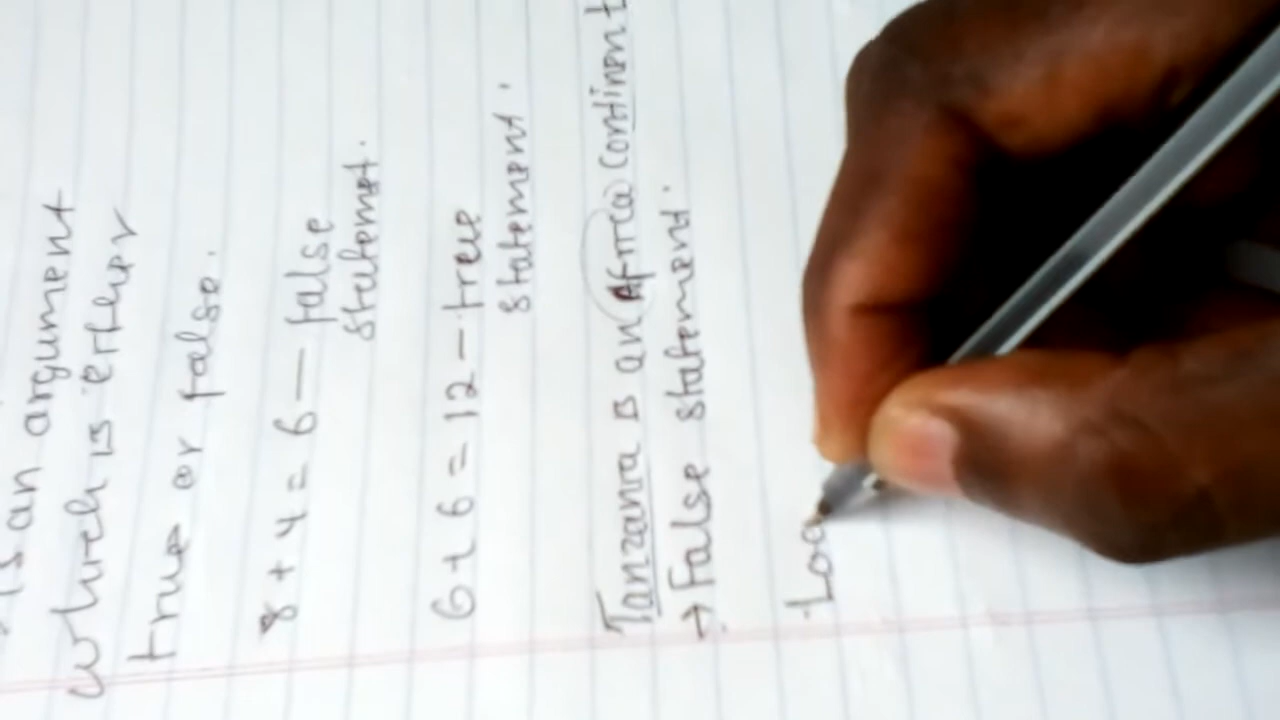 is an argument
which is either
true or false.
8 + 4 = 6 — false
statement.
6 + 6 = 12 - true
statement.
Tanzania is an Africa continent
→ False statement.
Loo